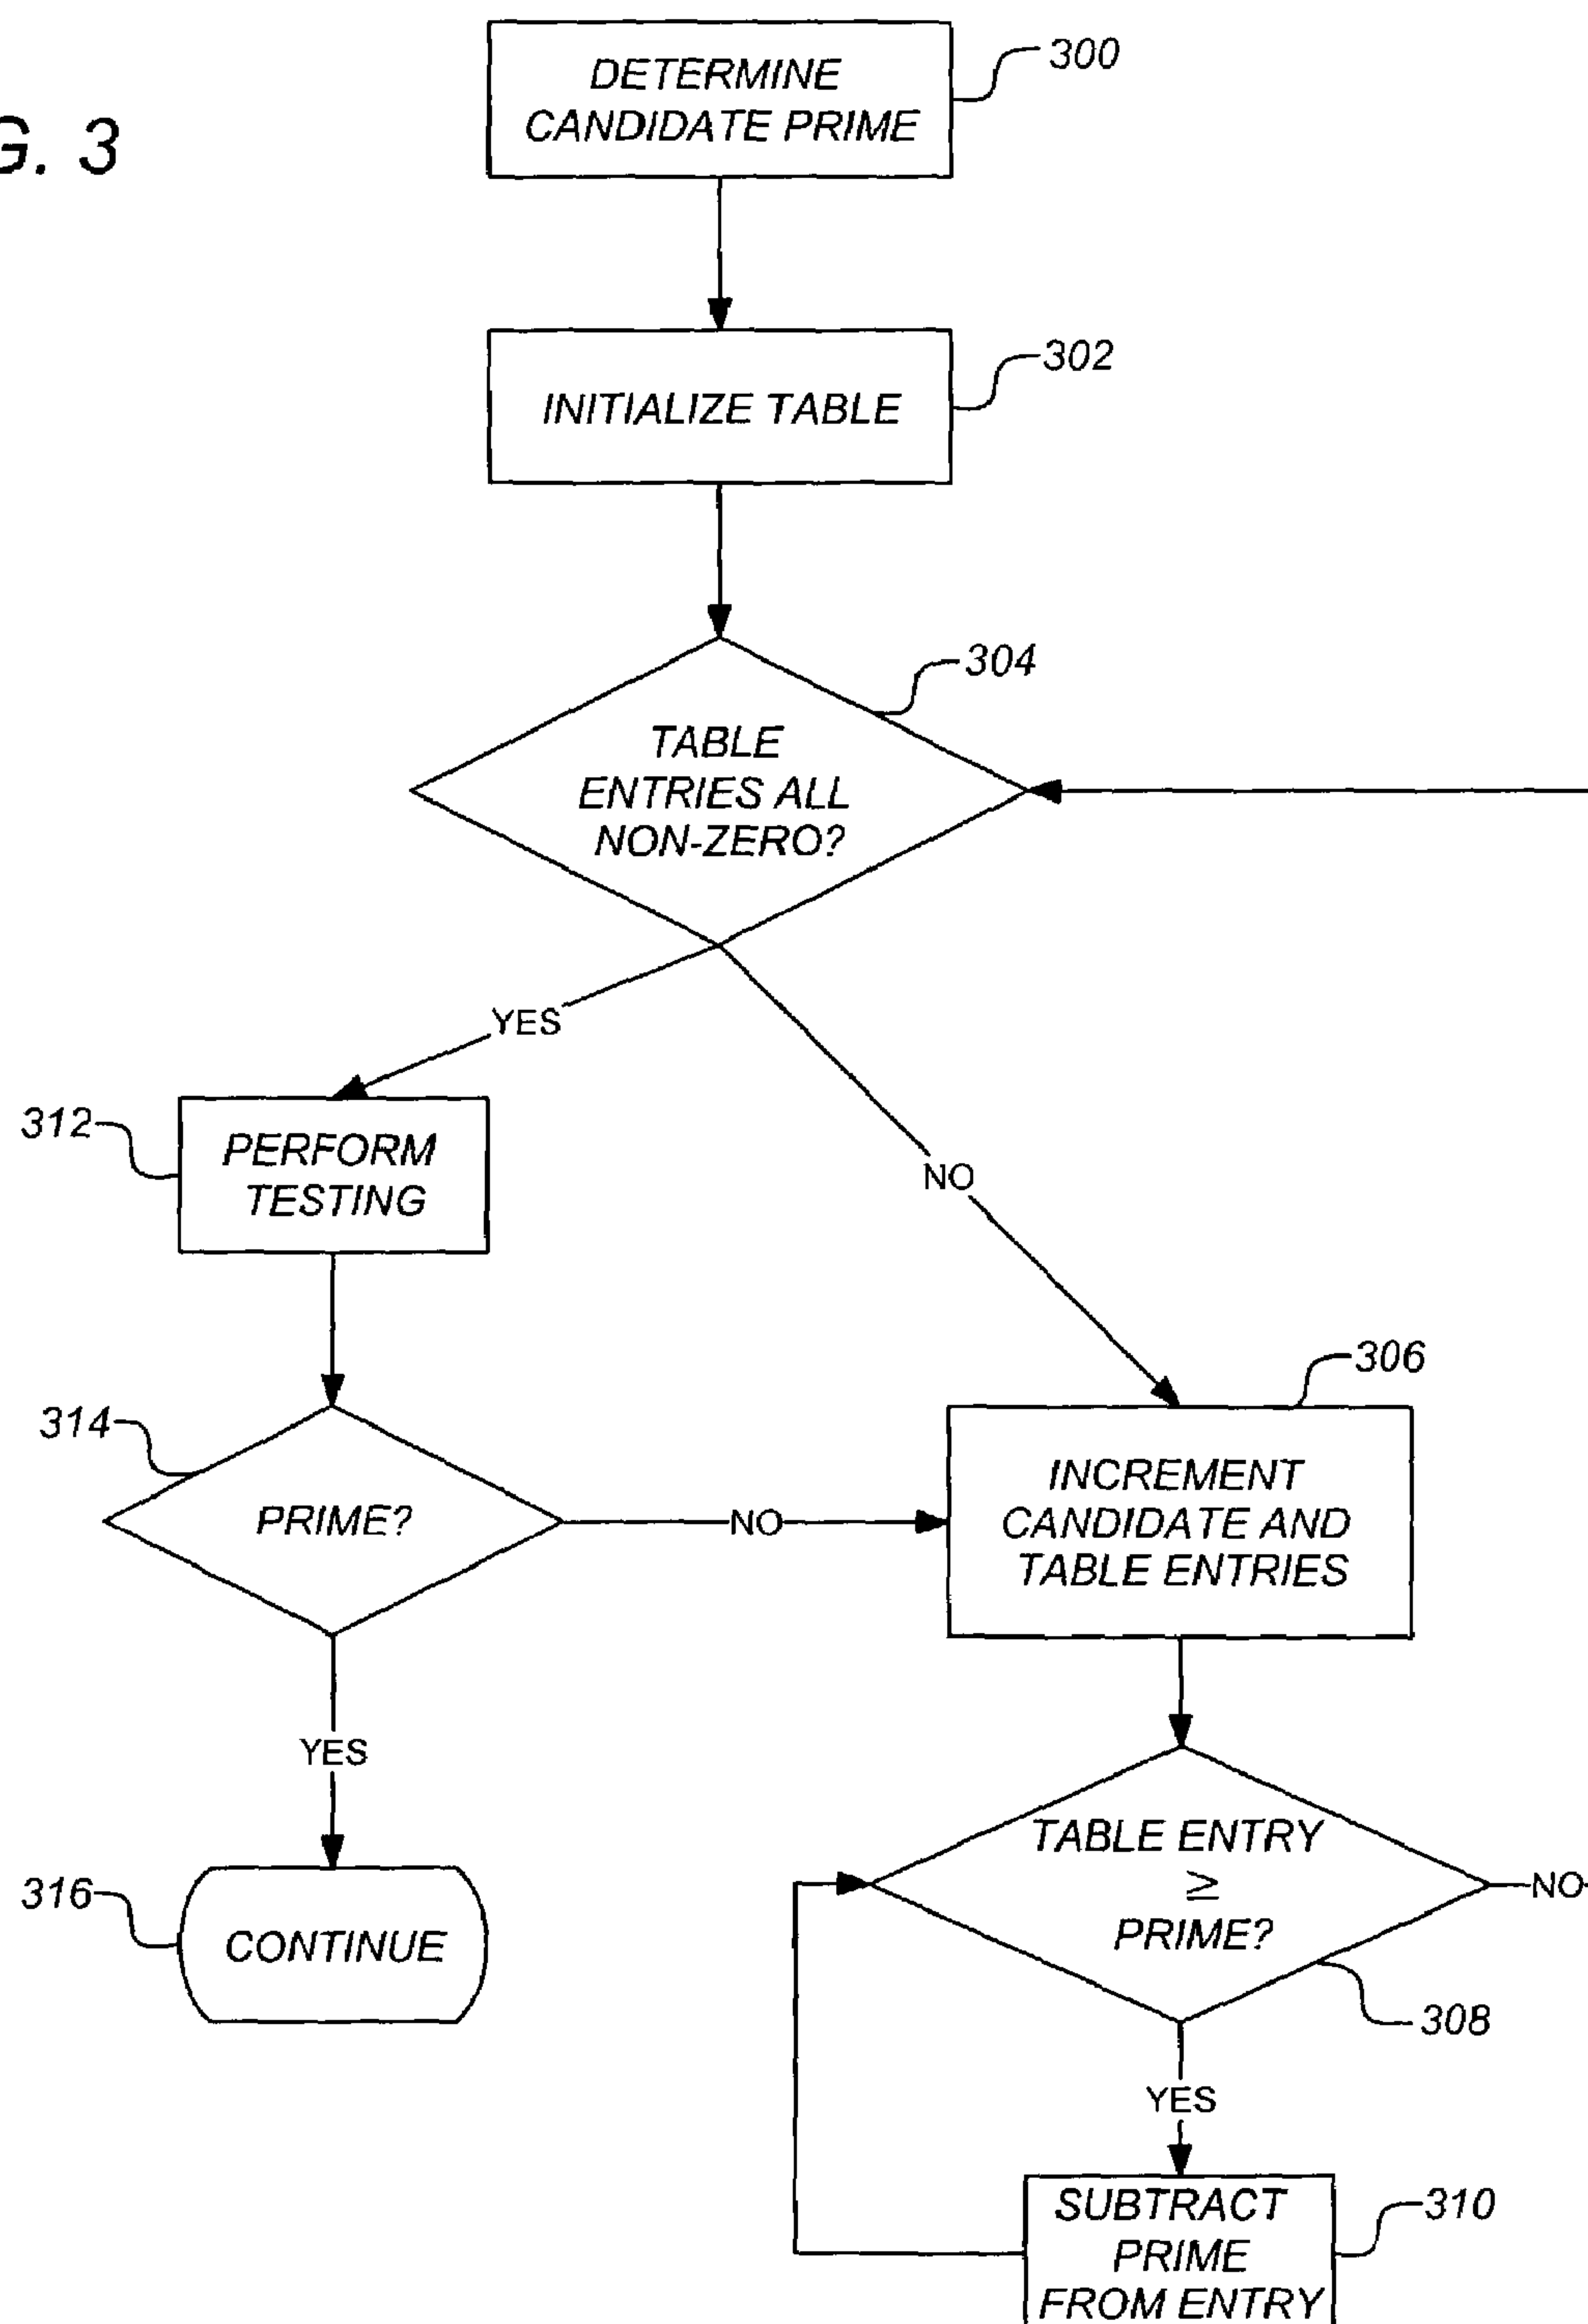 G. 3
DETERMINE
CANDIDATE PRIME
300
INITIALIZE TABLE
302
304
TABLE
ENTRIES ALL
NON-ZERO?
YES
NO
312
PERFORM
TESTING
306
314
PRIME?
NO
INCREMENT
CANDIDATE AND
TABLE ENTRIES
YES
TABLE ENTRY
≥
PRIME?
NO
316
CONTINUE
308
YES
SUBTRACT
PRIME
FROM ENTRY
310